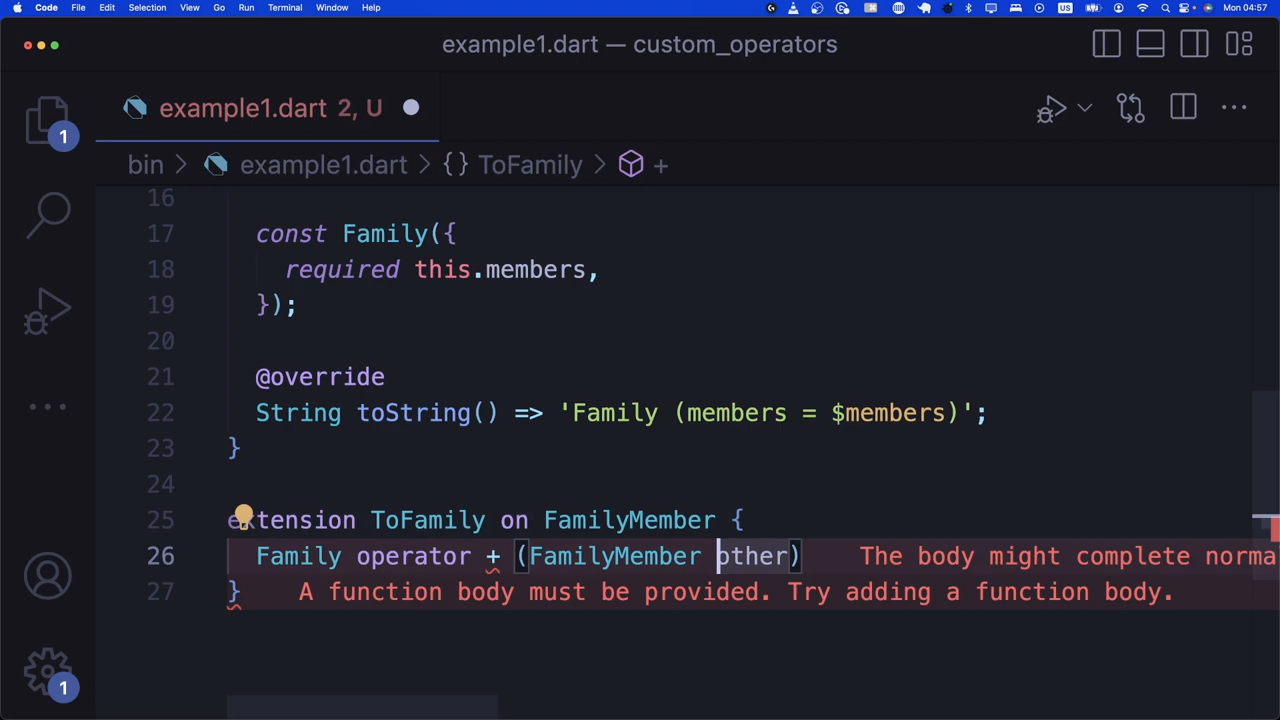 Code File Edit Selection View Go Run Terminal Window Help US Mon 04:57
example1.dart — custom_operators
example1.dart 2, U
bin > example1.dart > {} ToFamily > +
1
16
17 const Family({
18 required this.members,
19 });
20
21 @override
22 String toString() => 'Family (members = $members)';
23 }
24
25 extension ToFamily on FamilyMember {
26 Family operator + (FamilyMember other) The body might complete norma
27 } A function body must be provided. Try adding a function body.
1